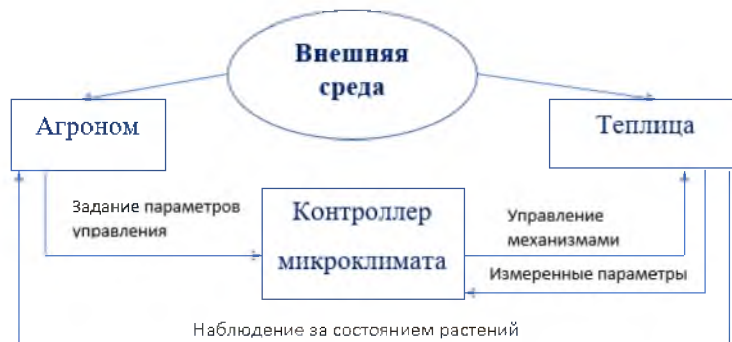 Внешняя
среда
Агроном
Теплица
Задание параметров
управления
Контроллер
микроклимата
Управление
механизмами
Измеренные параметры
Наблюдение за состоянием растений